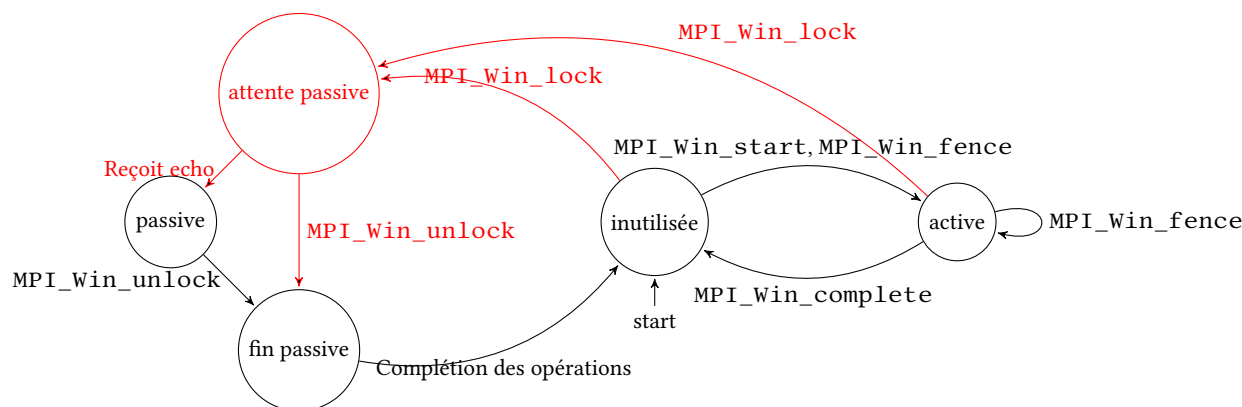 MPI_Win_lock
MPI_Win_lock
attente passive
MPI_Win_start, MPI_Win_fence
Reçoit echo
passive
inutilisée
active
MPI_Win_fence
MPI_Win_unlock
MPI_Win_unlock
MPI_Win_complete
start
fin passive
Complétion des opérations